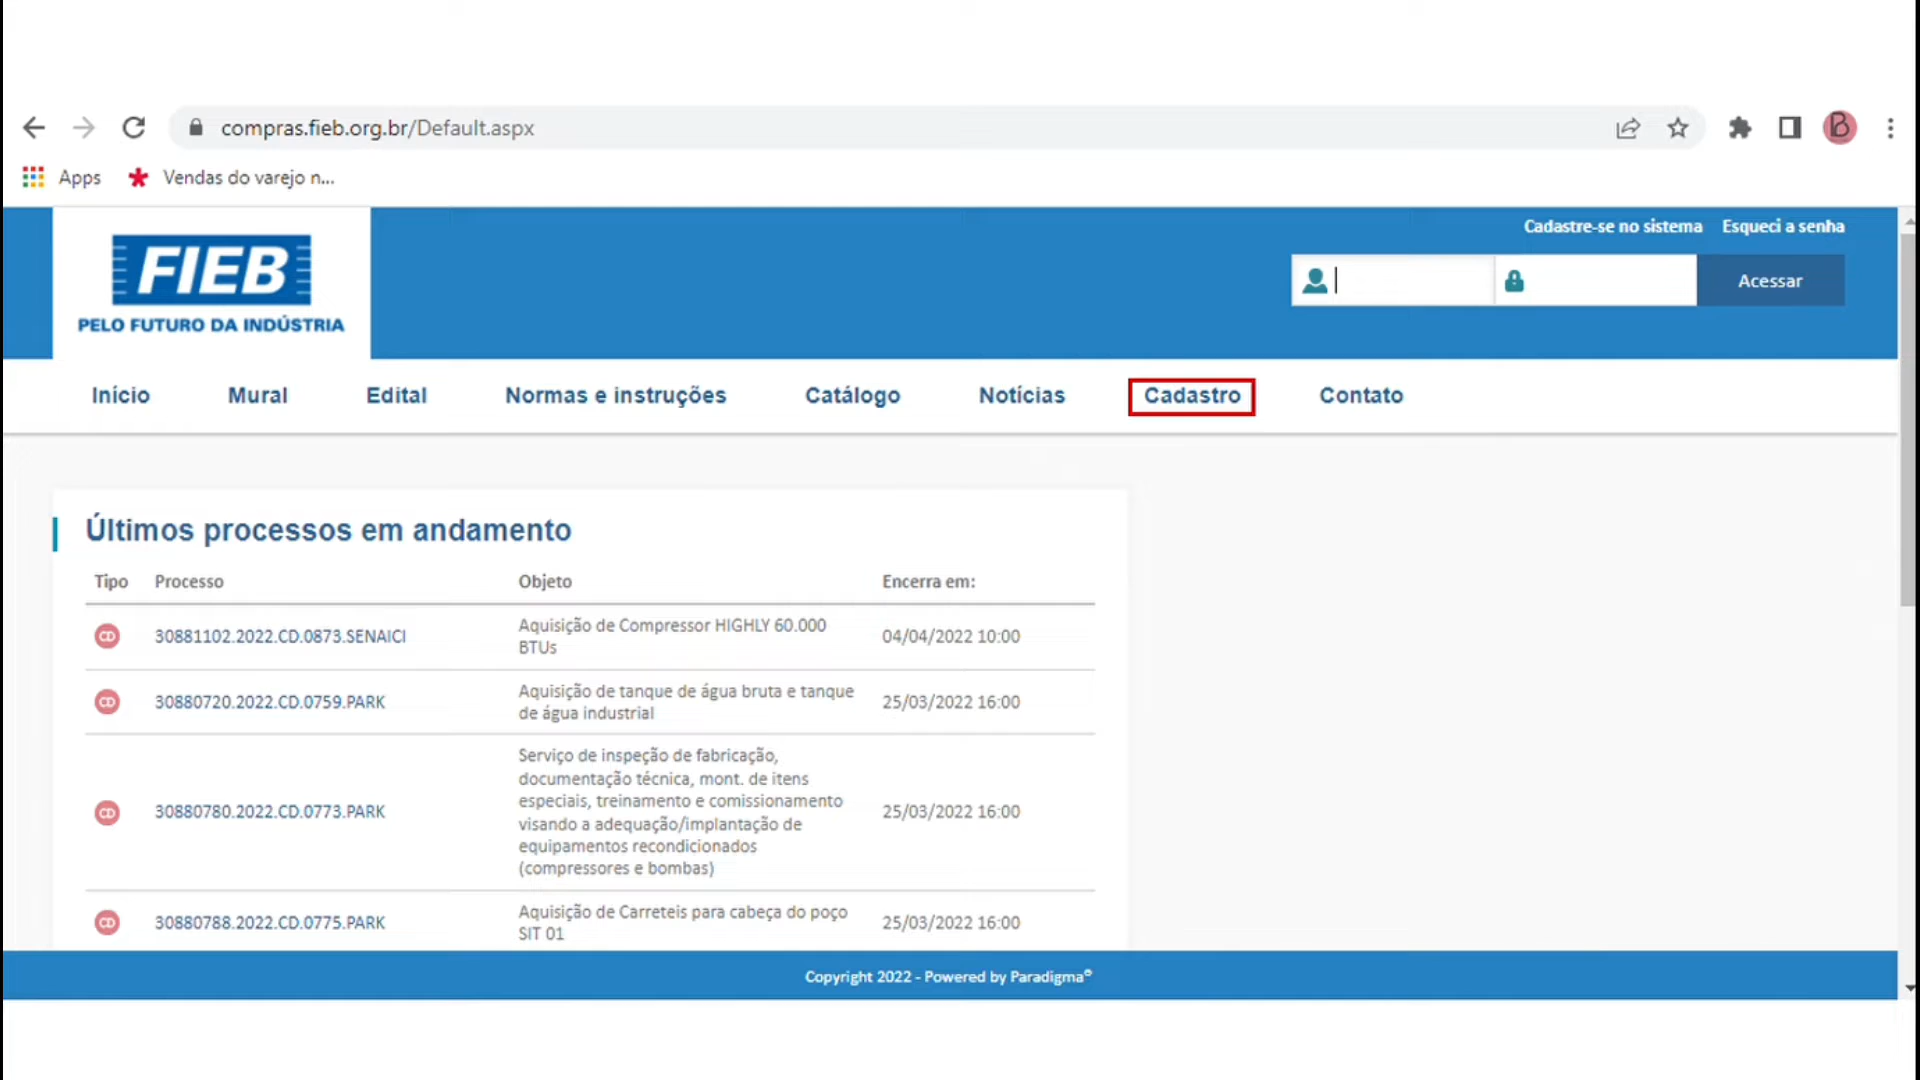 compras.fieb.org.br/Default.aspx
B
Apps
Vendas do varejo n...
Cadastre-se no sistema Esqueci a senha
FIEB
PELO FUTURO DA INDÚSTRIA
Acessar
Início Mural Edital Normas e instruções Catálogo Notícias Cadastro Contato
Últimos processos em andamento
Tipo Processo Objeto Encerra em:
CD 30881102.2022.CD.0873.SENAICI Aquisição de Compressor HIGHLY 60.000 04/04/2022 10:00
BTUs
CD 30880720.2022.CD.0759.PARK Aquisição de tanque de água bruta e tanque 25/03/2022 16:00
de água industrial
Serviço de inspeção de fabricação,
documentação técnica, mont. de itens
especiais, treinamento e comissionamento
CD 30880780.2022.CD.0773.PARK visando a adequação/implantação de 25/03/2022 16:00
equipamentos recondicionados
(compressores e bombas)
CD 30880788.2022.CD.0775.PARK Aquisição de Carreteis para cabeça do poço 25/03/2022 16:00
SIT 01
Copyright 2022 - Powered by Paradigma®